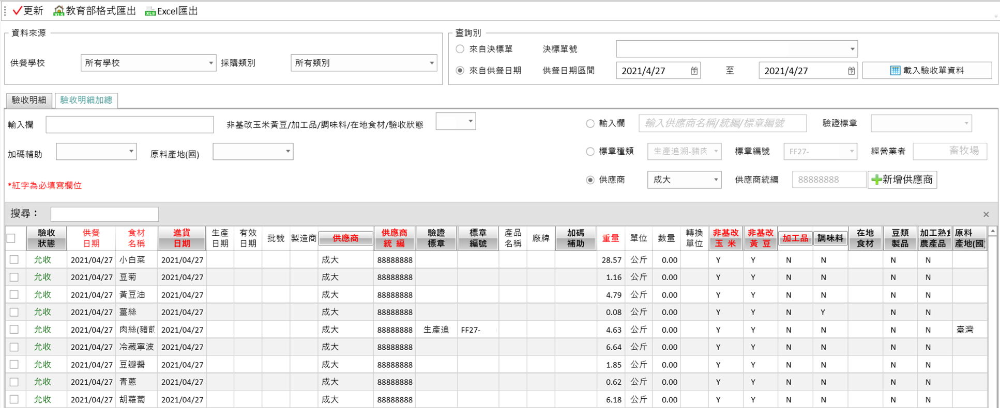 更新 教育部格式匯出 Excel匯出
資料來源
供餐學校 所有學校 採購類別 所有類別
查詢別
來自決標單 決標單號
來自供餐日期 供餐日期區間 2021/4/27 至 2021/4/27 載入驗收單資料
驗收明細 驗收明細加總
輸入欄 非基改玉米黃豆/加工品/調味料/在地食材/驗收狀態
加碼輔助 原料產地(國)
*紅字為必填寫欄位
輸入欄 輸入供應商名稱/統編/標章編號 驗證標章
標章種類 生產追溯-豬肉 標章編號 FF27- 經營業者 畜牧場
供應商 成大 供應商統編 88888888 新增供應商
搜尋：
驗收狀態 供餐日期 食材名稱 進貨日期 生產日期 有效日期 批號 製造商 供應商 供應商統編 驗證標章 標章編號 產品名稱 廠牌 加碼補助 重量 單位 數量 轉換單位 非基改玉米 非基改黃豆 加工品 調味料 在地食材 豆類製品 加工熟食農產品 原料產地(國)
允收 2021/04/27 小白菜 2021/04/27 成大 88888888 28.57 公斤 0.00 Y Y N N N N
允收 2021/04/27 豆菊 2021/04/27 成大 88888888 1.16 公斤 0.00 Y Y N N N N
允收 2021/04/27 黃豆油 2021/04/27 成大 88888888 4.79 公斤 0.00 Y Y N N N N
允收 2021/04/27 薑絲 2021/04/27 成大 88888888 0.08 公斤 0.00 Y Y N Y N N
允收 2021/04/27 肉絲(豬前 2021/04/27 成大 88888888 生產追 FF27- 4.63 公斤 0.00 Y Y N N N N 臺灣
允收 2021/04/27 冷藏寧波 2021/04/27 成大 88888888 6.64 公斤 0.00 Y Y N N N N
允收 2021/04/27 豆瓣醬 2021/04/27 成大 88888888 1.85 公斤 0.00 Y Y N N N N
允收 2021/04/27 青蔥 2021/04/27 成大 88888888 0.62 公斤 0.00 Y Y N N N N
允收 2021/04/27 胡蘿蔔 2021/04/27 成大 88888888 6.18 公斤 0.00 Y Y N N N N